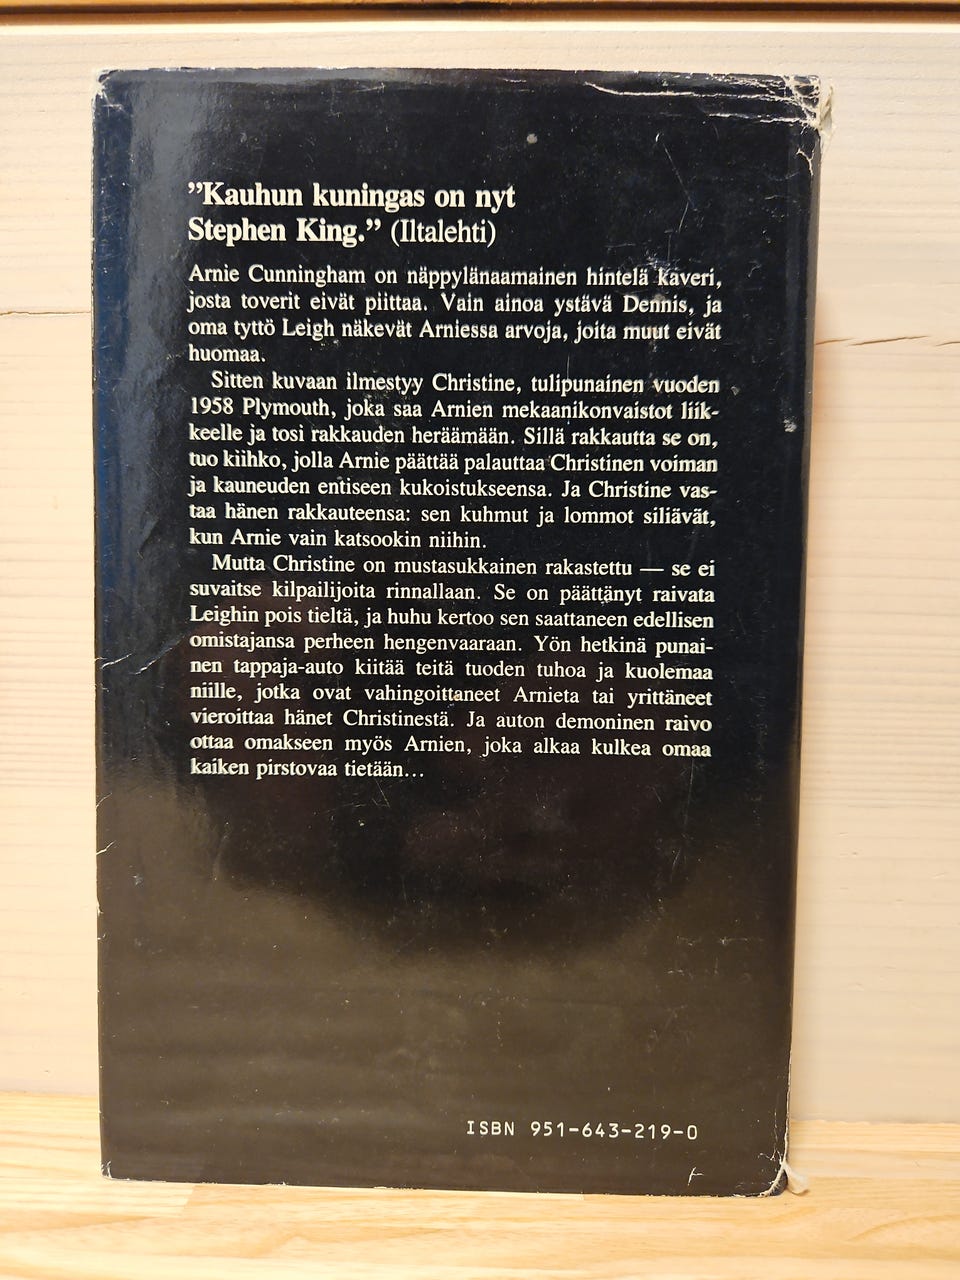 ”Kauhun kuningas on nyt
Stephen King.” (Iltalehti)
Arnie Cunningham on näppylänaamainen hintelä kaveri,
josta toverit eivät piittaa. Vain ainoa ystävä Dennis, ja
oma tyttö Leigh näkevät Arniessa arvoja, joita muut eivät
huomaa.
Sitten kuvaan ilmestyy Christine, tulipunainen vuoden
1958 Plymouth, joka saa Arnien mekaanikonvaistot liik-
keelle ja tosi rakkauden heräämään. Sillä rakkautta se on,
tuo kiihko, jolla Arnie päättää palauttaa Christinen voiman
ja kauneuden entiseen kukoistukseensa. Ja Christine vas-
taa hänen rakkauteensa: sen kuhmut ja lommot siliävät,
kun Arnie vain katsookin niihin.
Mutta Christine on mustasukkainen rakastettu — se ei
suvaitse kilpailijoita rinnallaan. Se on päättänyt raivata
Leighin pois tieltä, ja huhu kertoo sen saattaneen edellisen
omistajansa perheen hengenvaaraan. Yön hetkinä punai-
nen tappaja-auto kiitää teitä tuoden tuhoa ja kuolemaa
niille, jotka ovat vahingoittaneet Arnieta tai yrittäneet
vieroittaa hänet Christinestä. Ja auton demoninen raivo
ottaa omakseen myös Arnien, joka alkaa kulkea omaa
kaiken pirstovaa tietään...
ISBN 951-643-219-0